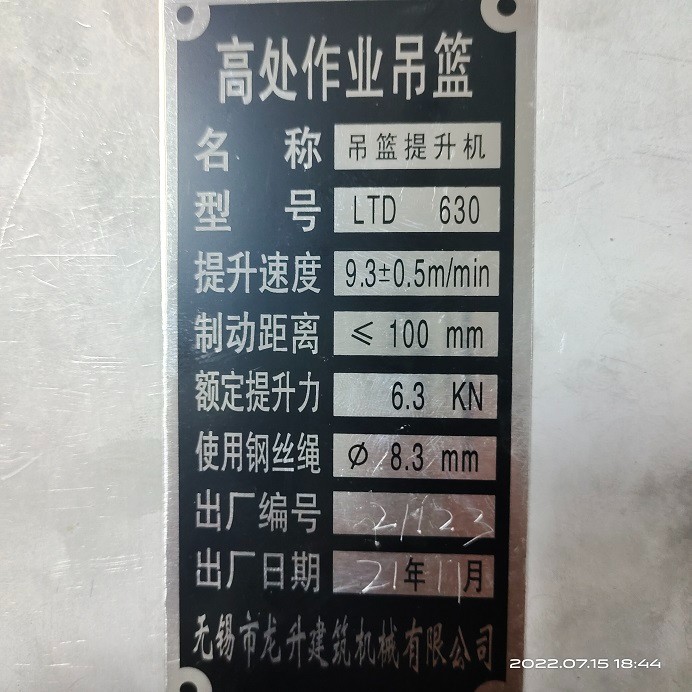 高处作业吊篮
名 称 吊篮提升机
型 号 LTD 630
提升速度 9.3±0.5m/min
制动距离 ≤ 100 mm
额定提升力 6.3 KN
使用钢丝绳 Ø 8.3 mm
出厂编号 21123
出厂日期 21年11月
无锡市龙升建筑机械有限公司
2022.07.15 18:44